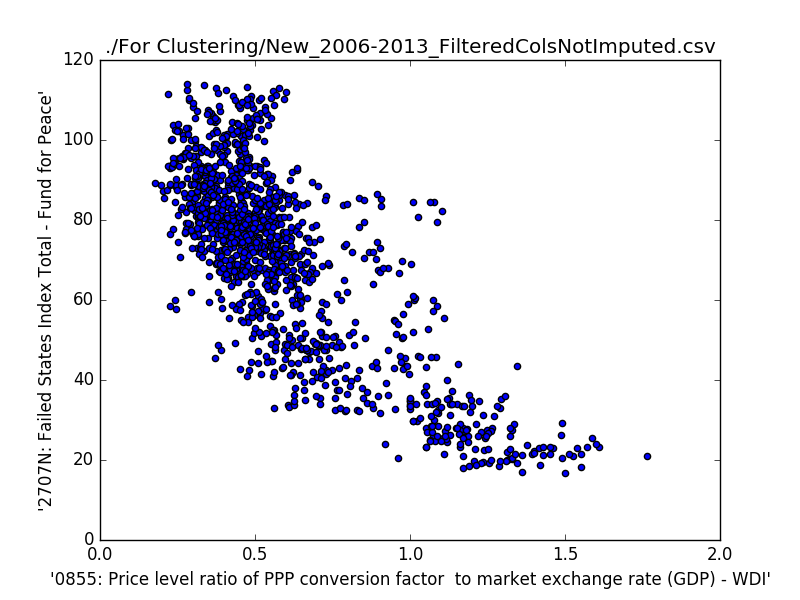 ./For Clustering/New_2006-2013_FilteredColsNotImputed.csv
120
100
80
60
40
20
0
'2707N: Failed States Index Total - Fund for Peace'
0.0 0.5 1.0 1.5 2.0
'0855: Price level ratio of PPP conversion factor  to market exchange rate (GDP) - WDI'